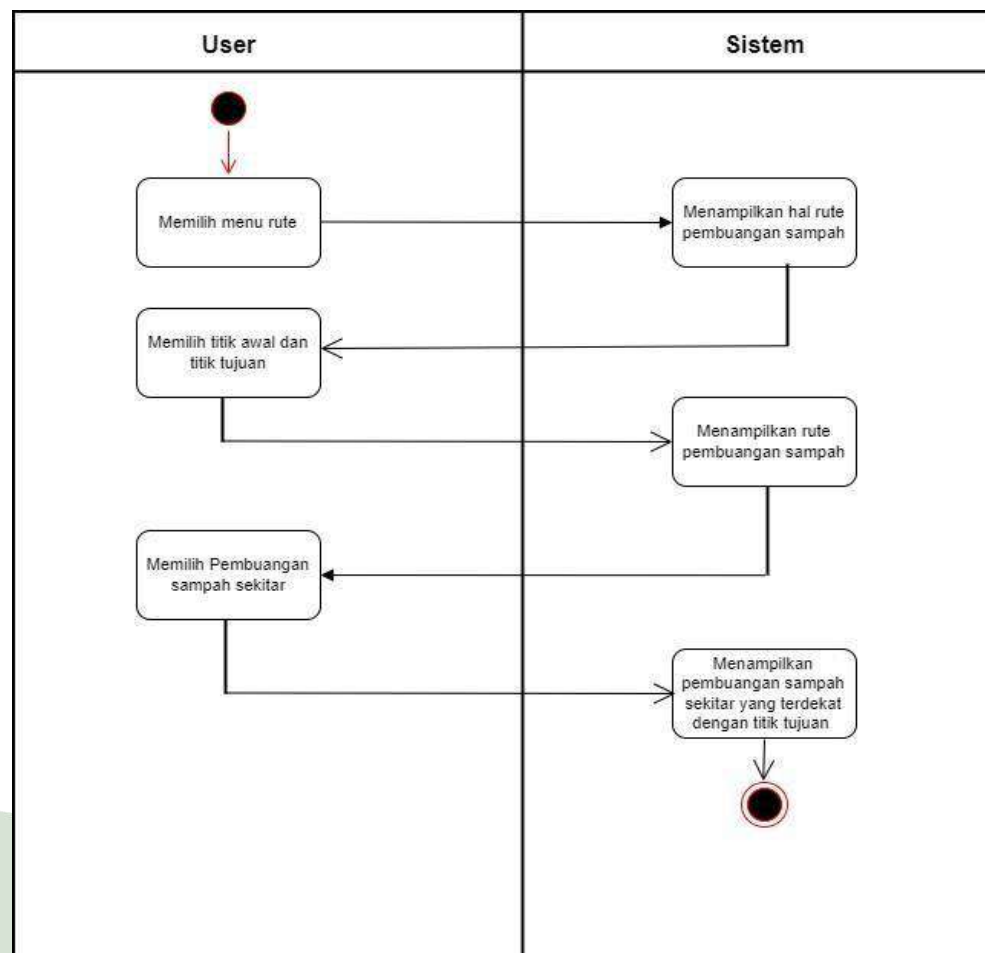 User
Sistem
Memilih menu rute
Menampilkan hal rute
pembuangan sampah
Memilih titik awal dan
titik tujuan
Menampilkan rute
pembuangan sampah
Memilih Pembuangan
sampah sekitar
Menampilkan
pembuangan sampah
sekitar yang terdekat
dengan titik tujuan